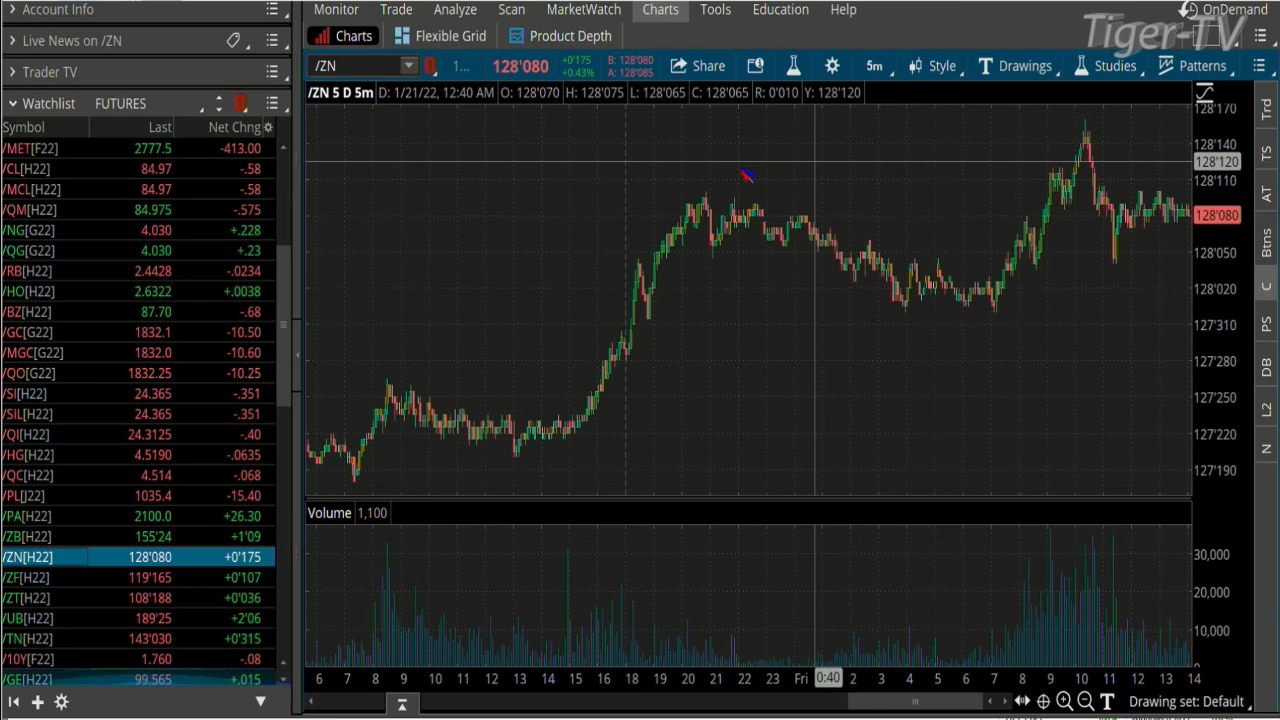 Account Info
Monitor Trade Analyze Scan MarketWatch Charts Tools Education Help
OnDemand
Tiger-TV
Live News on /ZN
Charts Flexible Grid Product Depth
Trader TV
/ZN
1... 128'080 +0'175 +0.43% B: 128'080 A: 128'085
Share 5m Style Drawings Studies Patterns
Watchlist FUTURES
/ZN 5 D 5m D: 1/21/22, 12:40 AM O: 128'070 H: 128'075 L: 128'065 C: 128'065 R: 0'010 Y: 128'120
Symbol Last Net Chng
/MET[F22] 2777.5 -413.00
/CL[H22] 84.97 -.58
/MCL[H22] 84.97 -.58
/QM[H22] 84.975 -.575
/NG[G22] 4.030 +.228
/QG[G22] 4.030 +.23
/RB[H22] 2.4428 -.0234
/HO[H22] 2.6322 +.0038
/BZ[H22] 87.70 -.68
/GC[G22] 1832.1 -10.50
/MGC[G22] 1832.0 -10.60
/QO[G22] 1832.25 -10.25
/SI[H22] 24.365 -.351
/SIL[H22] 24.365 -.351
/QI[H22] 24.3125 -.40
/HG[H22] 4.5190 -.0635
/QC[H22] 4.514 -.068
/PL[J22] 1035.4 -15.40
/PA[H22] 2100.0 +26.30
/ZB[H22] 155'24 +1'09
/ZN[H22] 128'080 +0'175
/ZF[H22] 119'165 +0'107
/ZT[H22] 108'188 +0'036
/UB[H22] 189'25 +2'06
/TN[H22] 143'030 +0'315
/10Y[F22] 1.760 -.08
/GE[H22] 99.565 +.015
128'170
128'140
128'120
128'110
128'080
128'050
128'020
127'310
127'280
127'250
127'220
127'190
Volume 1,100
30,000
20,000
10,000
6 7 8 9 10 11 12 13 14 15 16 17 18 19 20 21 22 23 Fri 0:40 2 3 4 5 6 7 8 9 10 11 12 13 14
Trd
TS
AT
Btns
C
PS
DB
L2
N
T Drawing set: Default